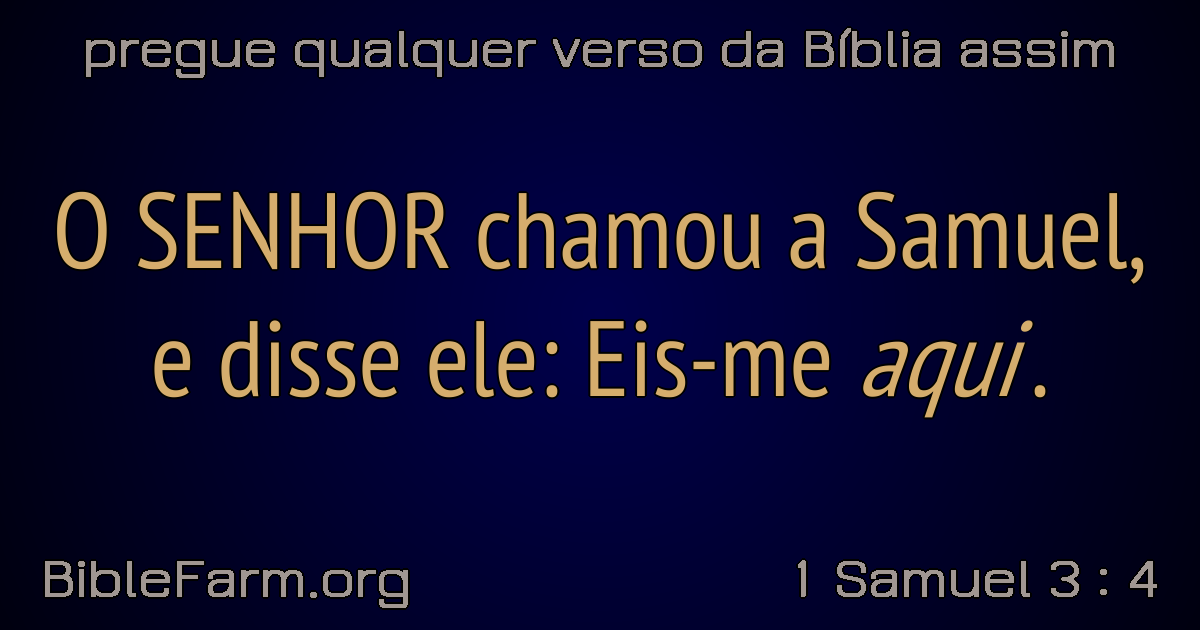 pregue qualquer verso da Bíblia assim
O SENHOR chamou a Samuel,
e disse ele: Eis-me aqui.
BibleFarm.org
1 Samuel 3 : 4